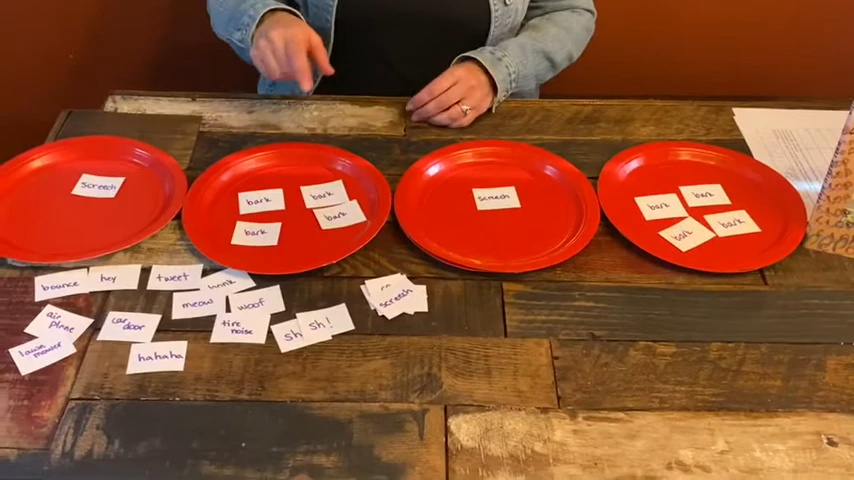 screech
bark
bark
bark
bark
screech
bark
bark
bark
bark
bounce
hey
tweet
honk
meow
woof
air
plane
car
door
tire
noise
sh
sh!
screech
lawn
mower
hahaha